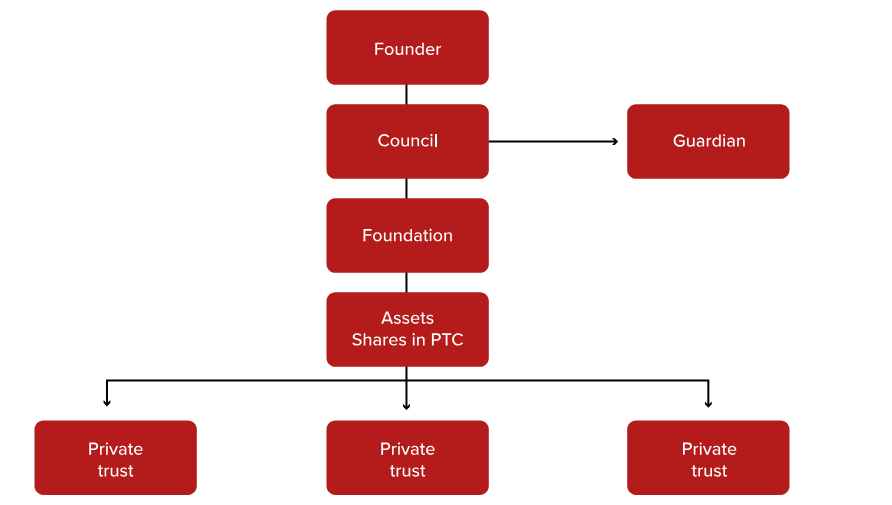 Founder
Council
Guardian
Foundation
Assets
Shares in PTC
Private
trust
Private
trust
Private
trust